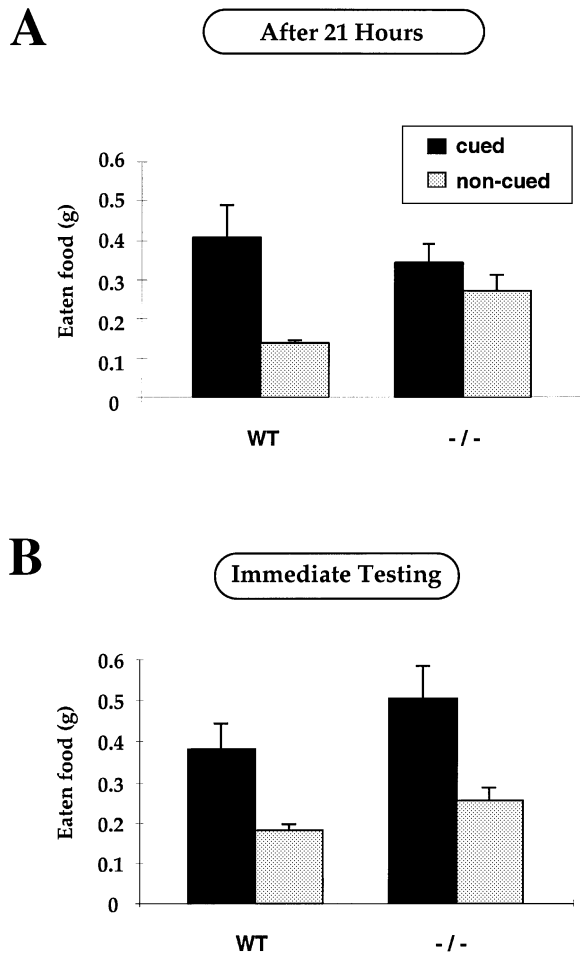 A
After 21 Hours
cued
non-cued
Eaten food (g)
0.6
0.5
0.4
0.3
0.2
0.1
0
WT
- / -
B
Immediate Testing
Eaten food (g)
0.6
0.5
0.4
0.3
0.2
0.1
0
WT
- / -